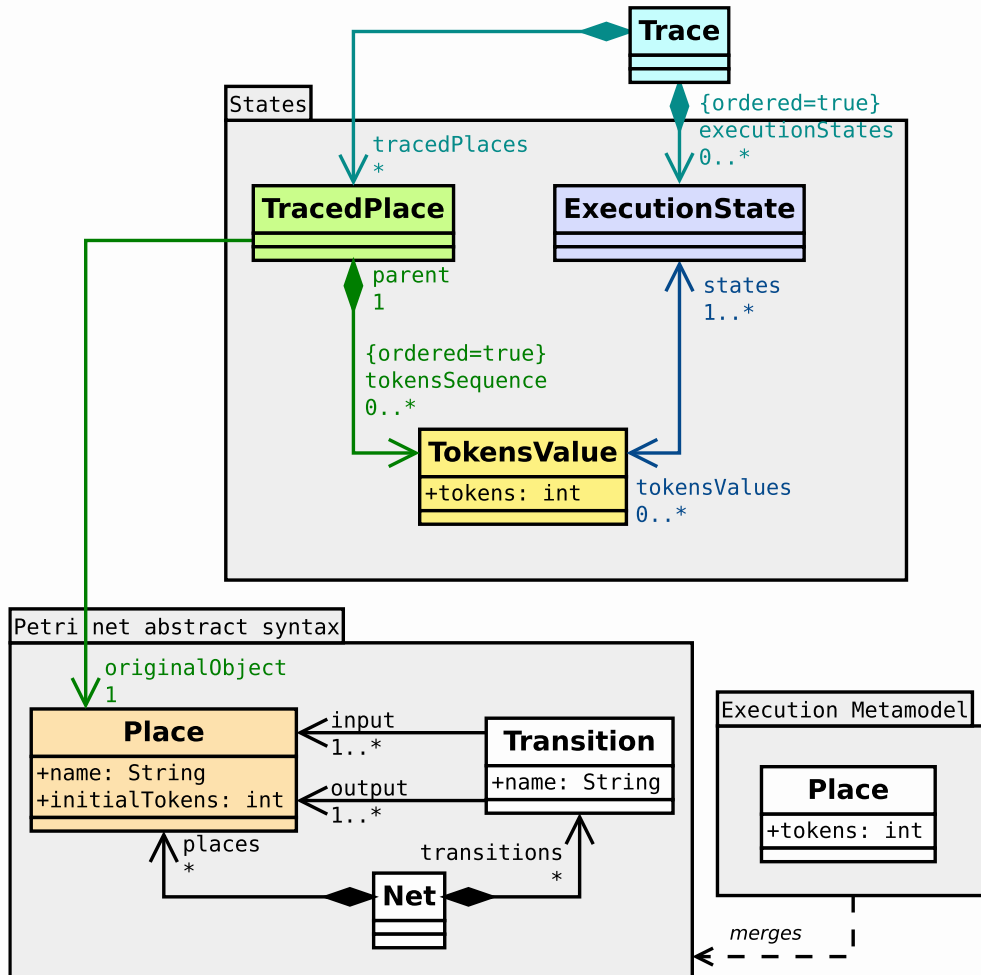 Trace
{ordered=true}
executionStates
0..*
States
tracedPlaces
*
TracedPlace
ExecutionState
parent
1
states
1..*
{ordered=true}
tokensSequence
0..*
TokensValue
+tokens: int
tokensValues
0..*
Petri net abstract syntax
originalObject
1
Place
+name: String
+initialTokens: int
input
1..*
output
1..*
Transition
+name: String
places
*
transitions
*
Net
Execution Metamodel
Place
+tokens: int
merges